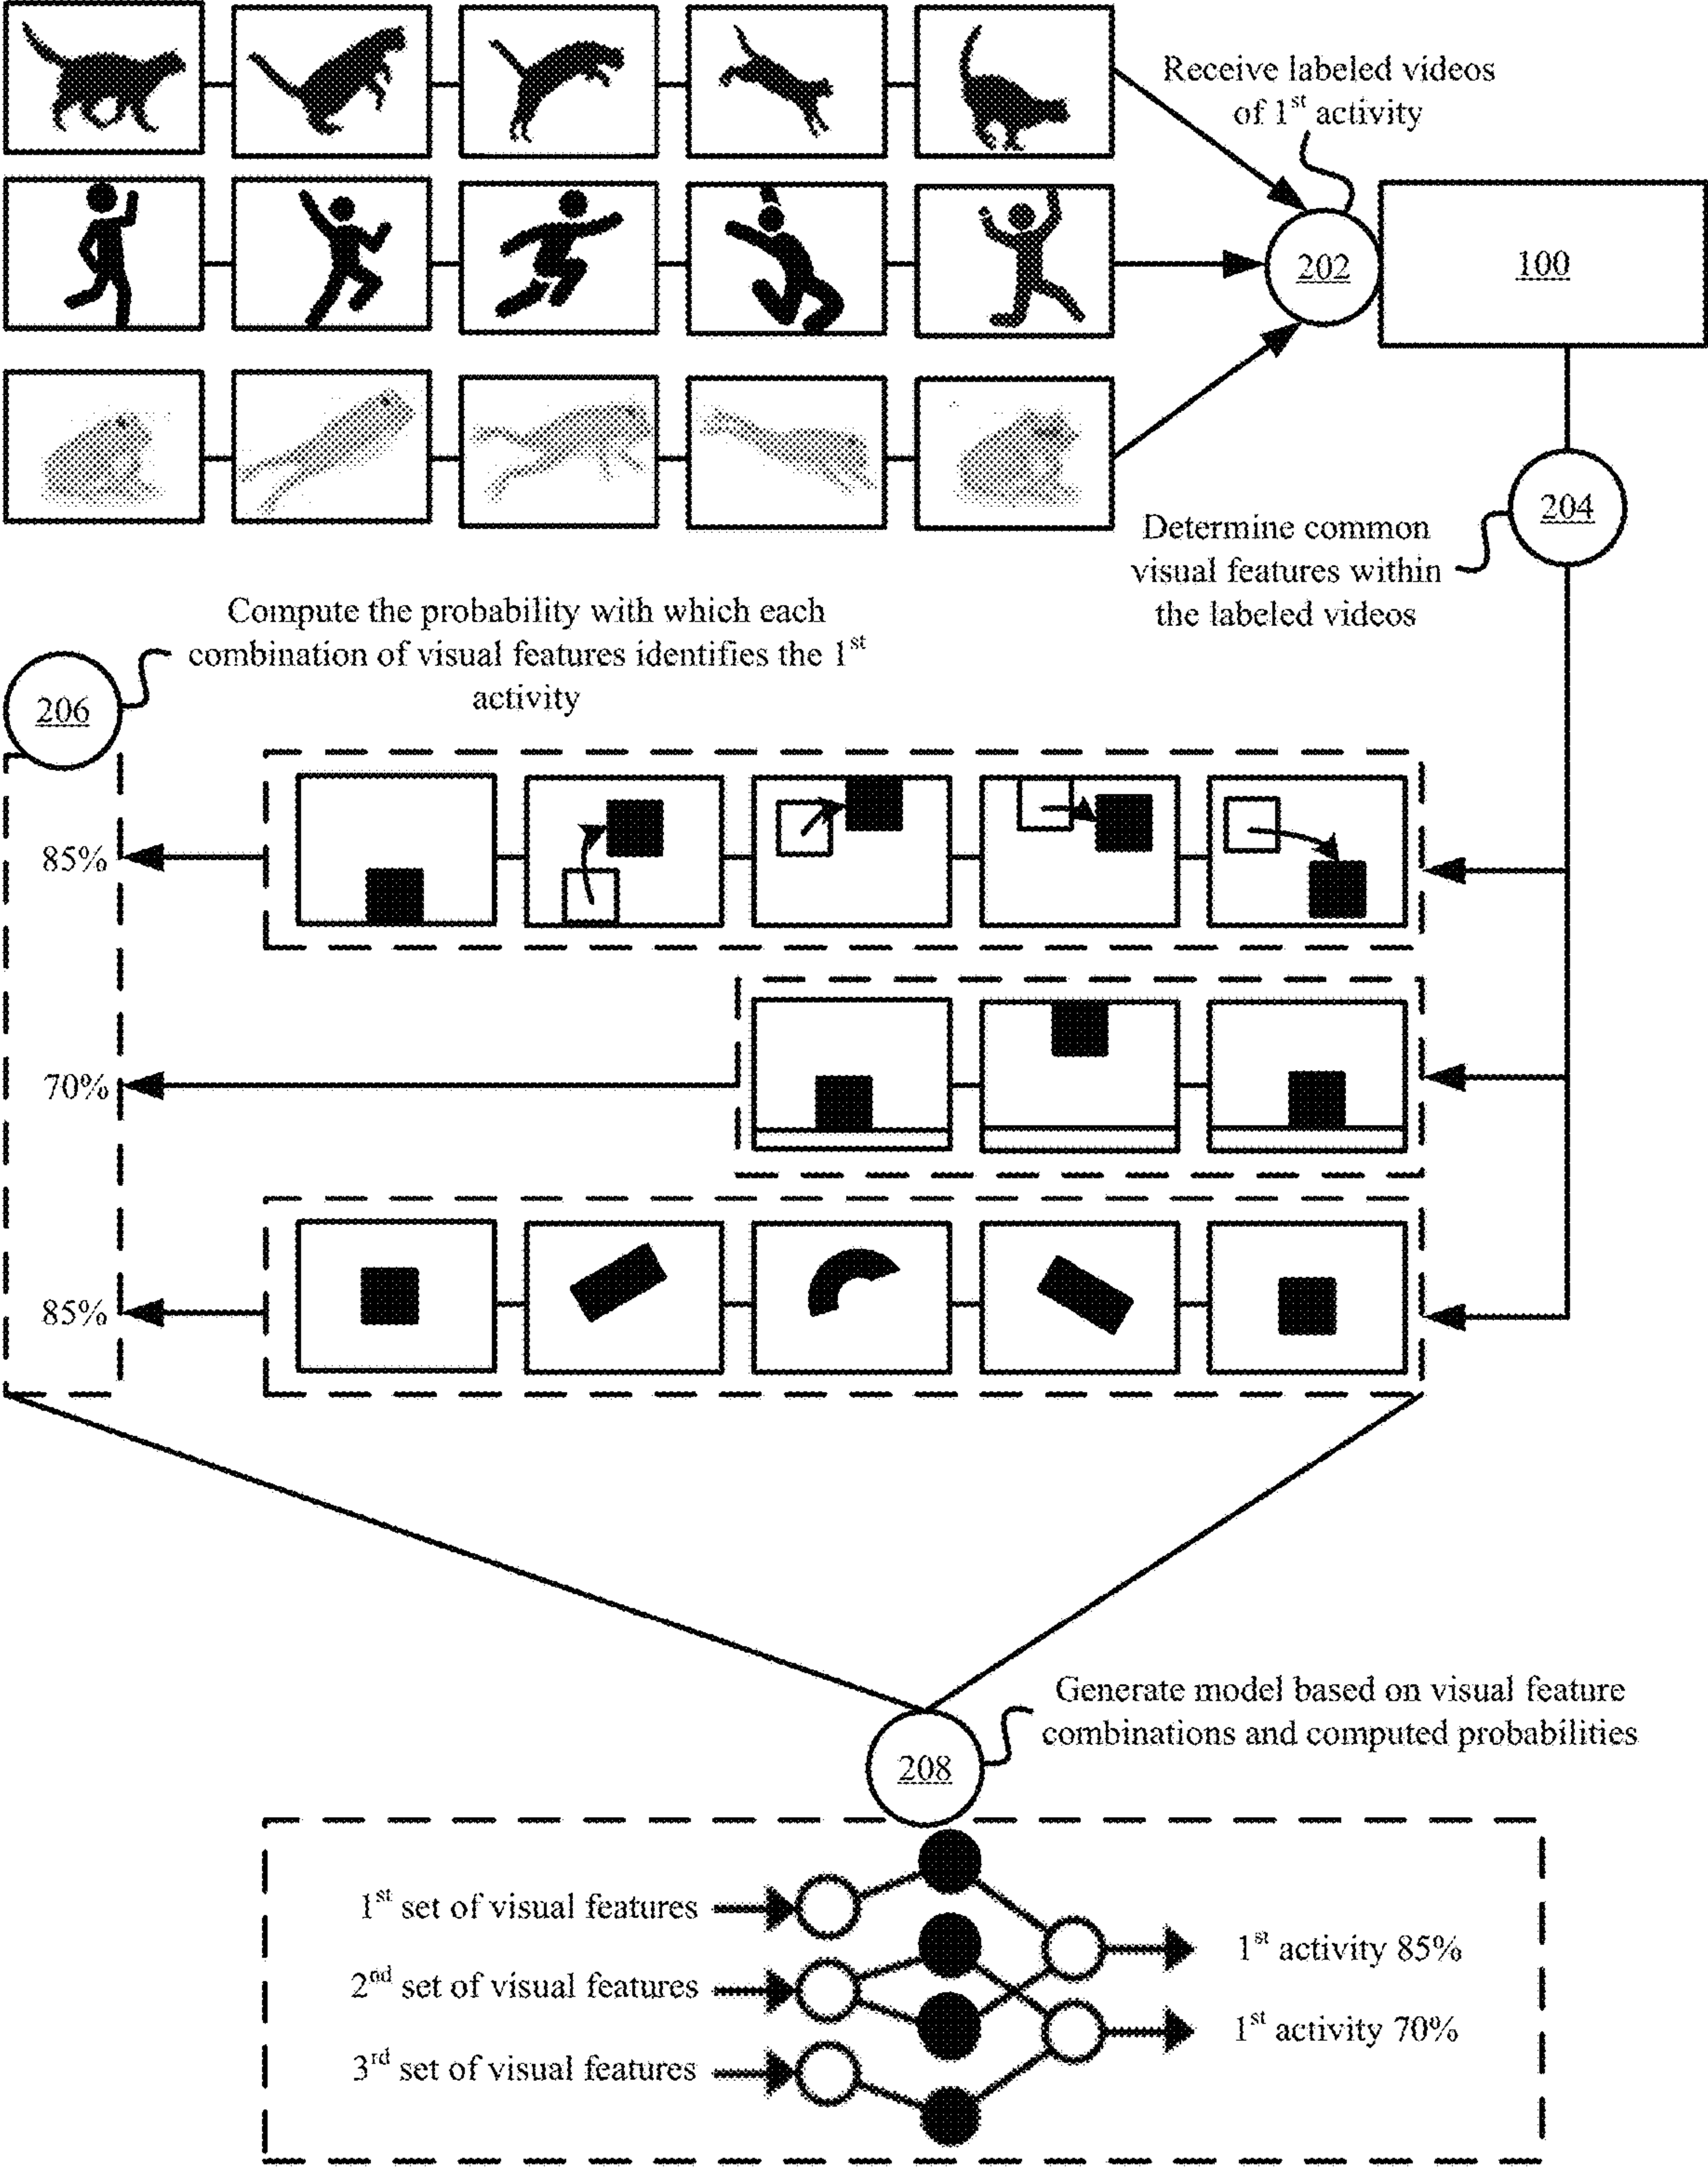 Receive labeled videos
of 1st activity
202
100
204
Determine common
visual features within
the labeled videos
Compute the probability with which each
combination of visual features identifies the 1st
activity
206
85%
70%
85%
Generate model based on visual feature
combinations and computed probabilities
208
1st set of visual features
2nd set of visual features
3rd set of visual features
1st activity 85%
1st activity 70%